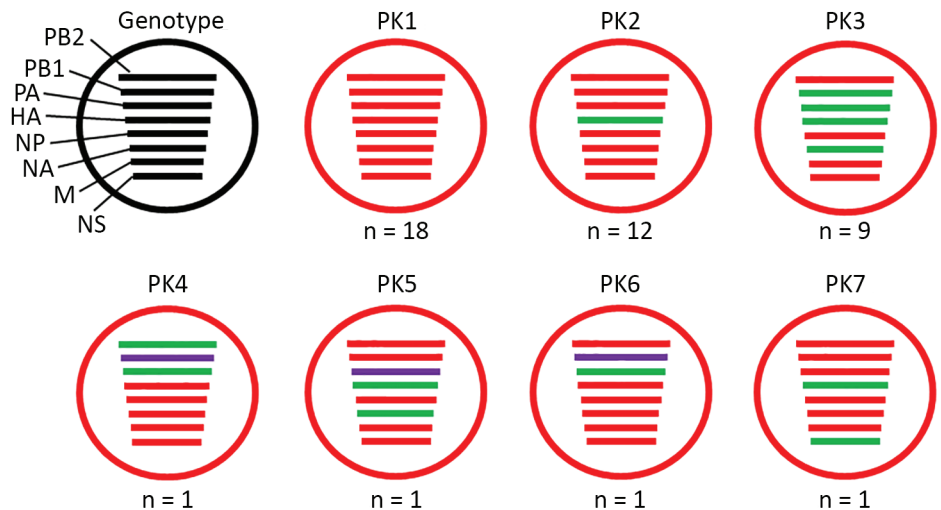 Genotype
PB2
PB1
PA
HA
NP
NA
M
NS
PK1
n = 18
PK2
n = 12
PK3
n = 9
PK4
n = 1
PK5
n = 1
PK6
n = 1
PK7
n = 1